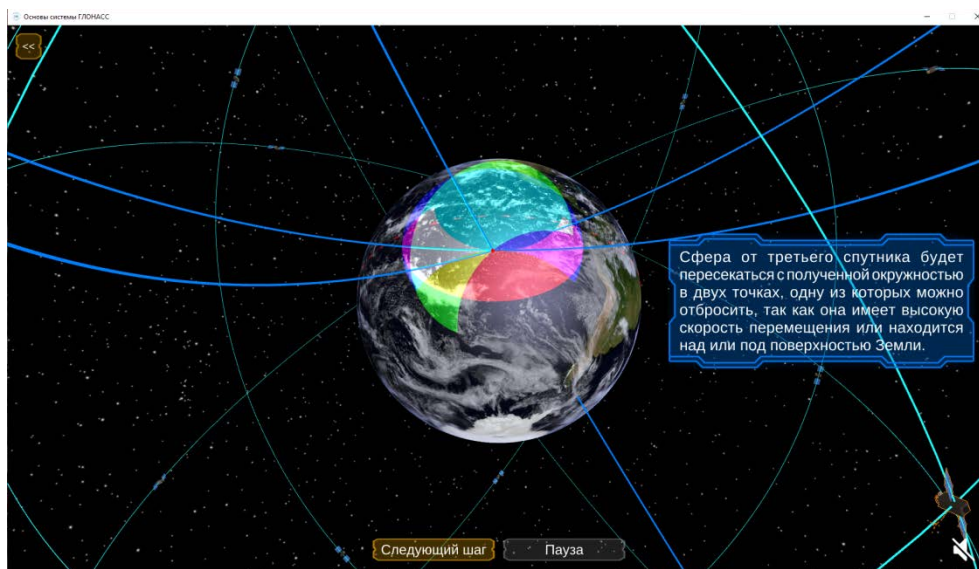 Основы системы ГЛОНАСС
<<
Сфера от третьего спутника будет
пересекаться с полученной окружностью
в двух точках, одну из которых можно
отбросить, так как она имеет высокую
скорость перемещения или находится
над или под поверхностью Земли.
Следующий шаг
Пауза